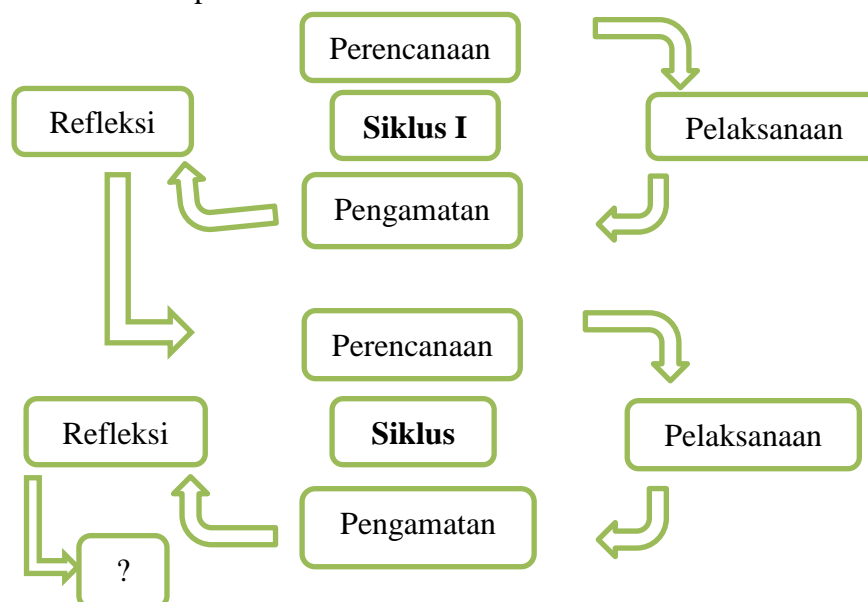 Perencanaan
Refleksi
Siklus I
Pelaksanaan
Pengamatan
Perencanaan
Refleksi
Siklus
Pelaksanaan
Pengamatan
?